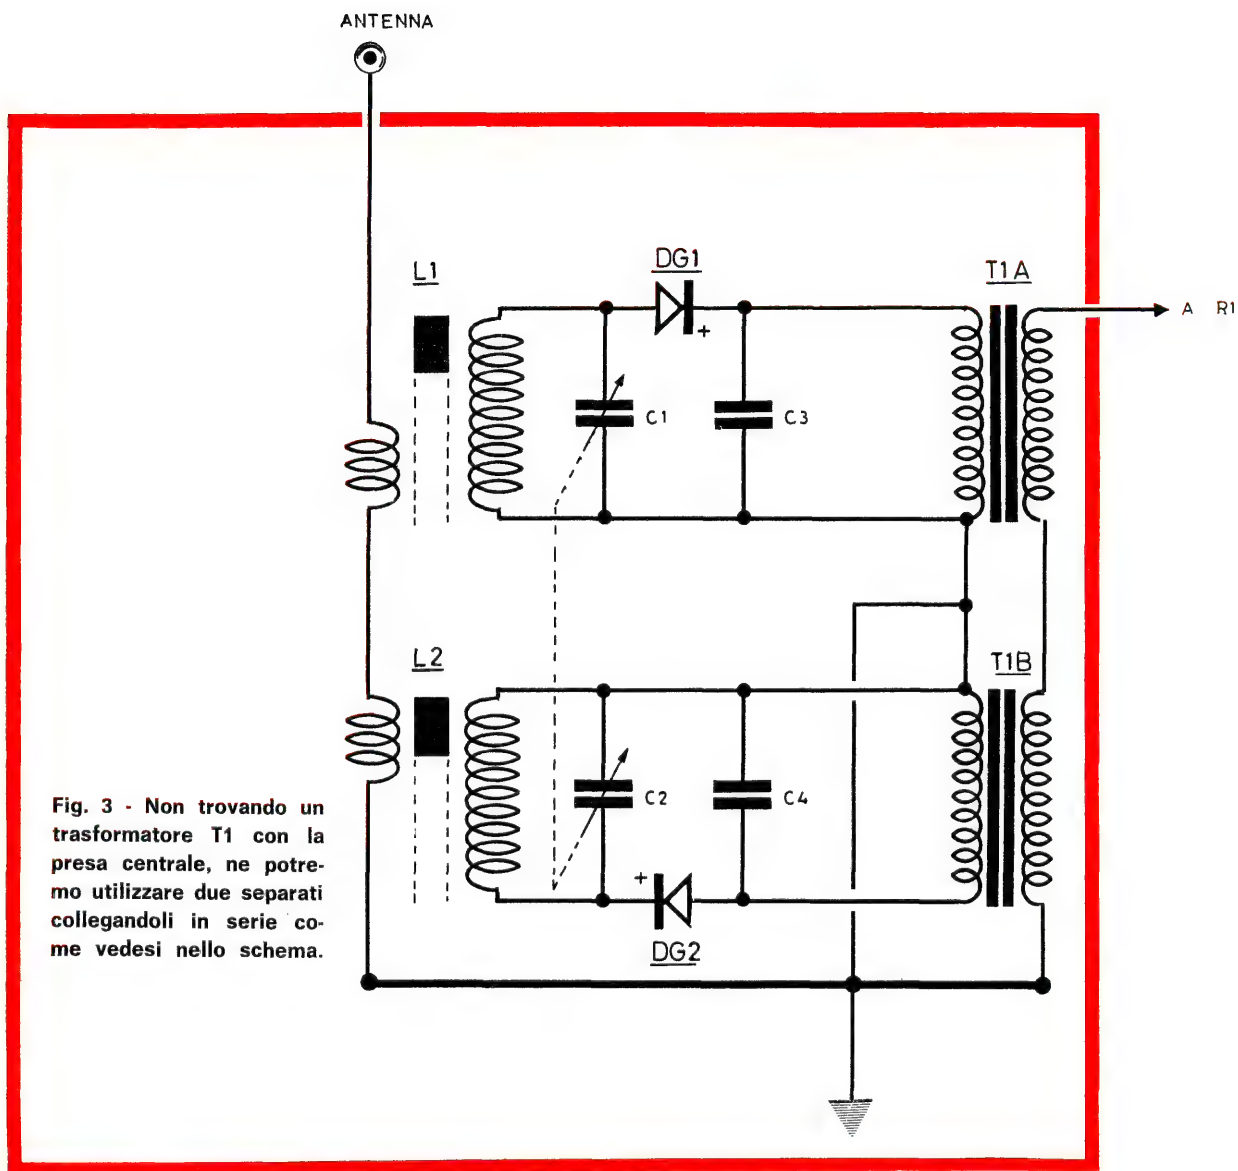 ANTENNA
L1
DG1
+
T1A
A R1
C1
C3
L2
T1B
C2
C4
+
DG2
Fig. 3 - Non trovando un
trasformatore T1 con la
presa centrale, ne potre-
mo utilizzare due separati
collegandoli in serie co-
me vedesi nello schema.